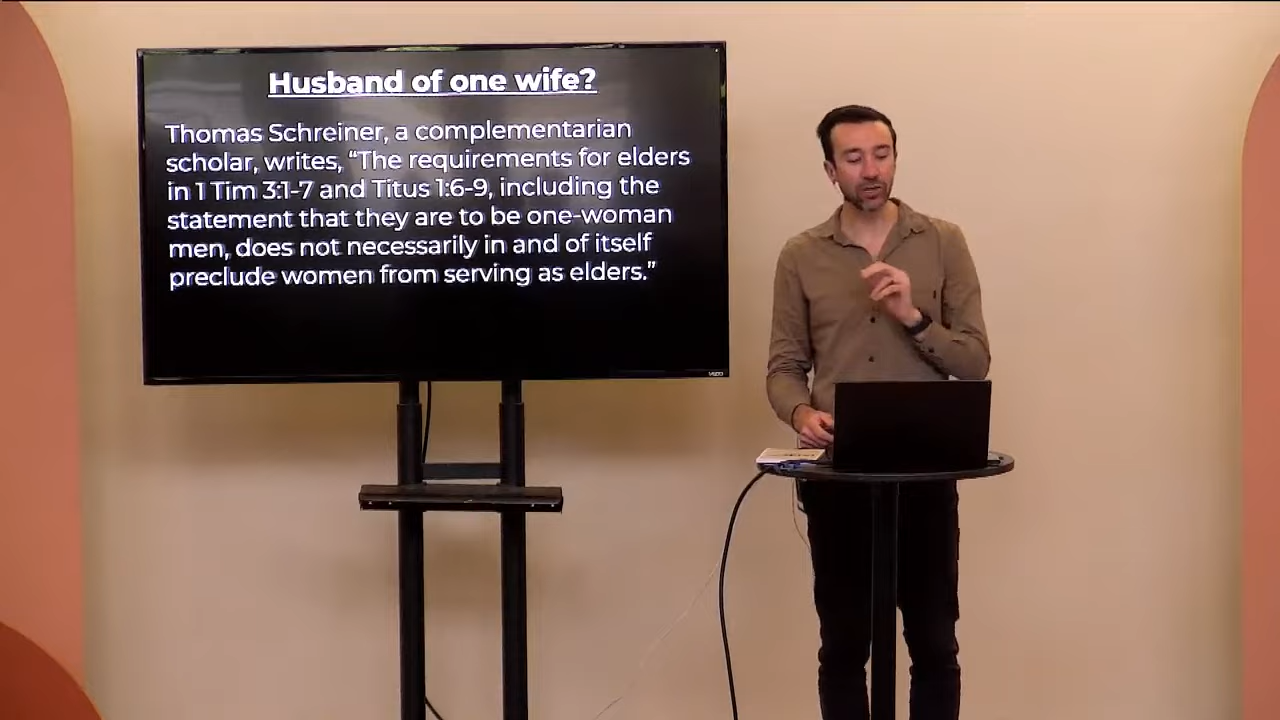 Husband of one wife?
Thomas Schreiner, a complementarian
scholar, writes, “The requirements for elders
in 1 Tim 3:1-7 and Titus 1:6-9, including the
statement that they are to be one-woman
men, does not necessarily in and of itself
preclude women from serving as elders.”
VIZIO